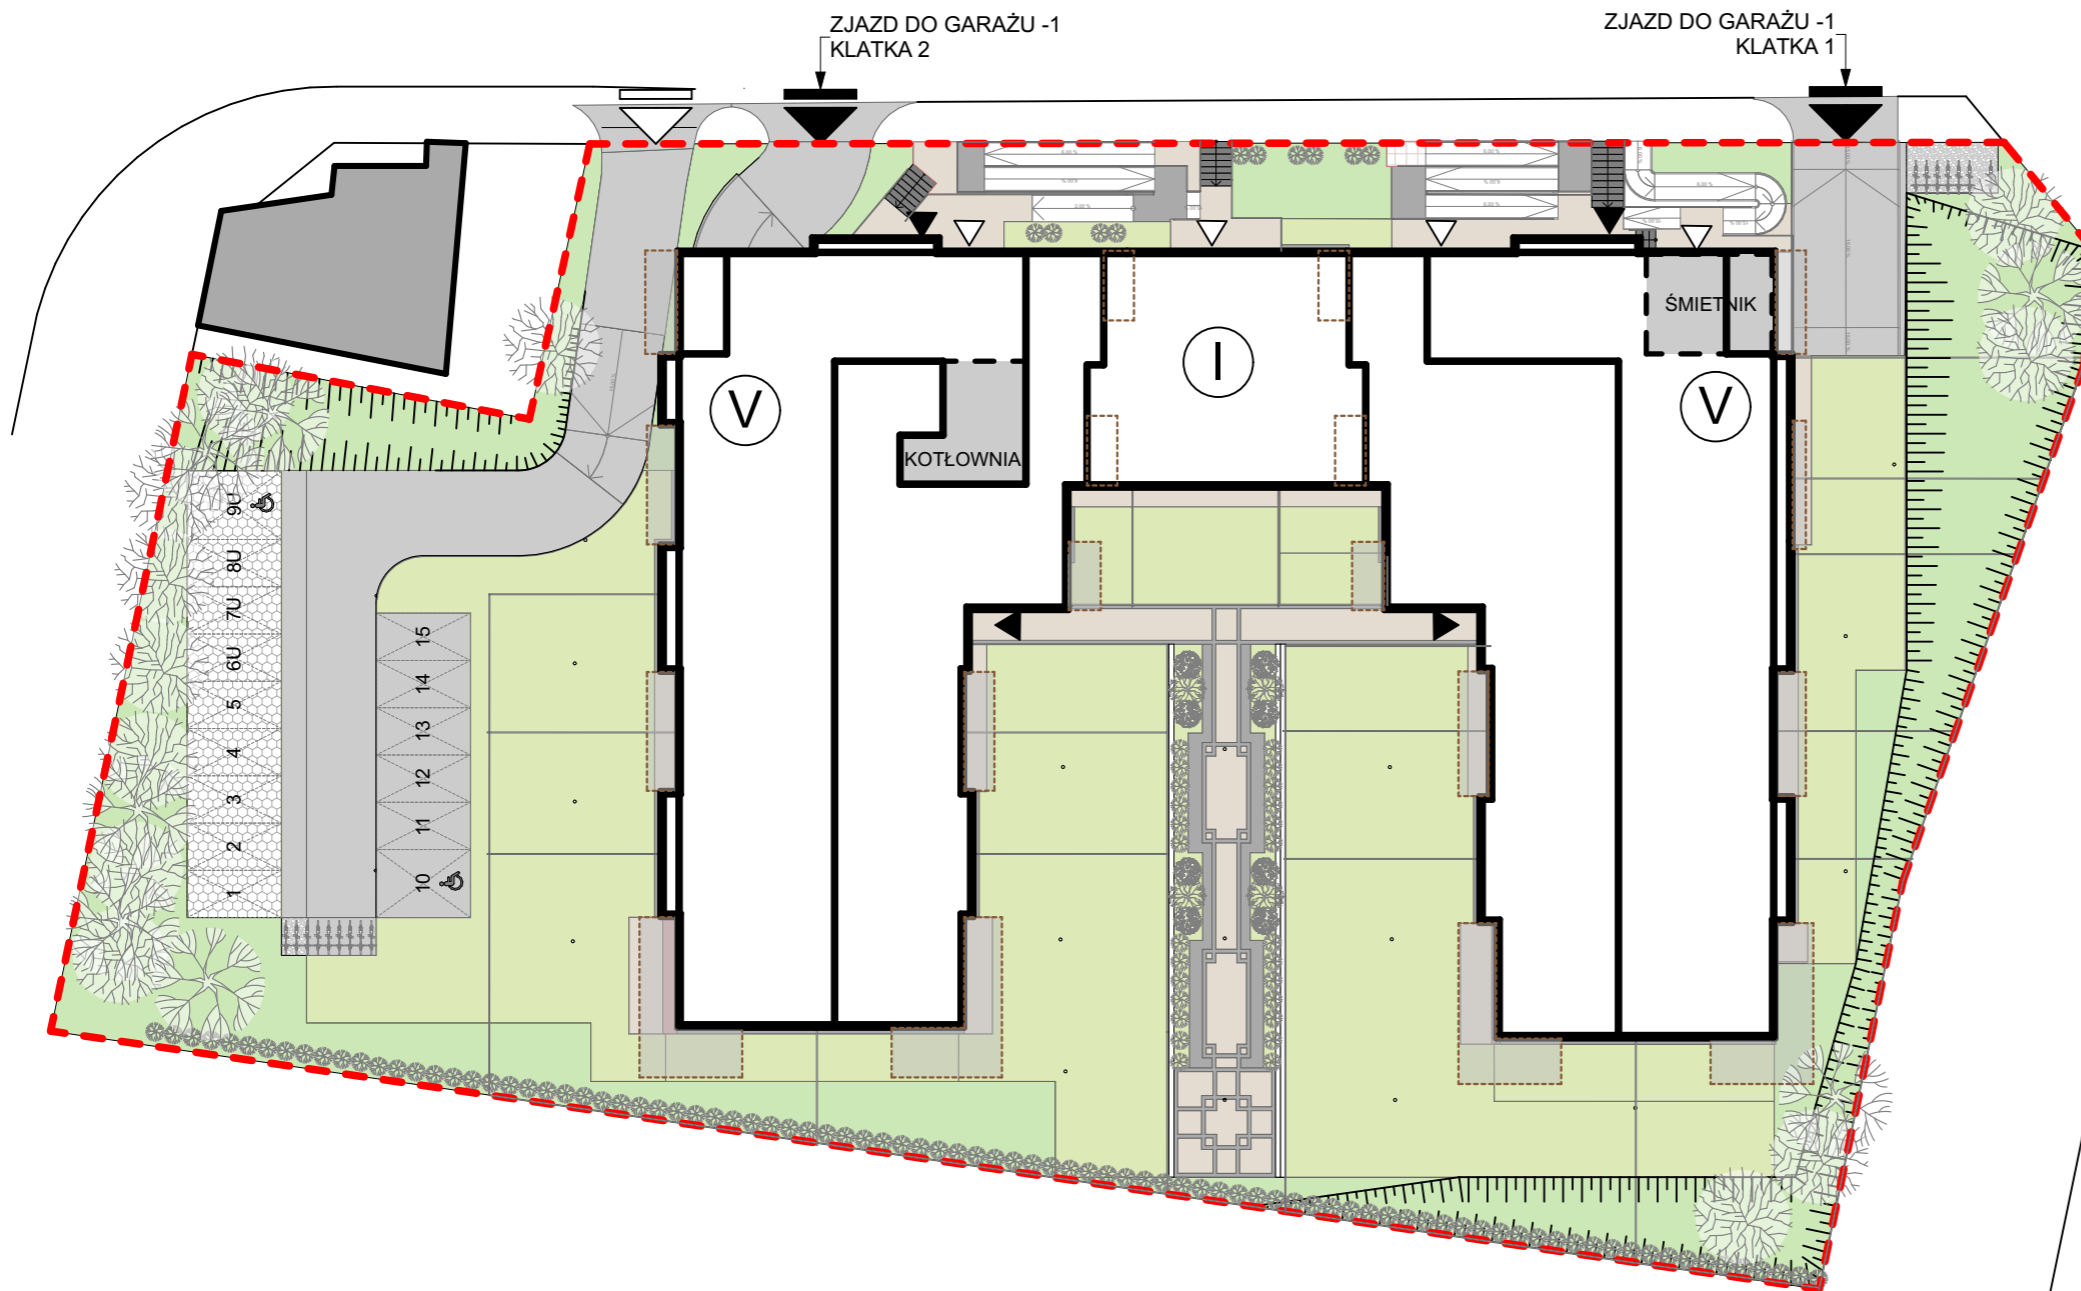 ZJAZD DO GARAŻU -1
KLATKA 2
ZJAZD DO GARAŻU -1
KLATKA 1
ŚMIETNIK
V
I
V
KOTŁOWNIA
9U
8U
7U
6U
5
4
3
2
1
15
14
13
12
11
10